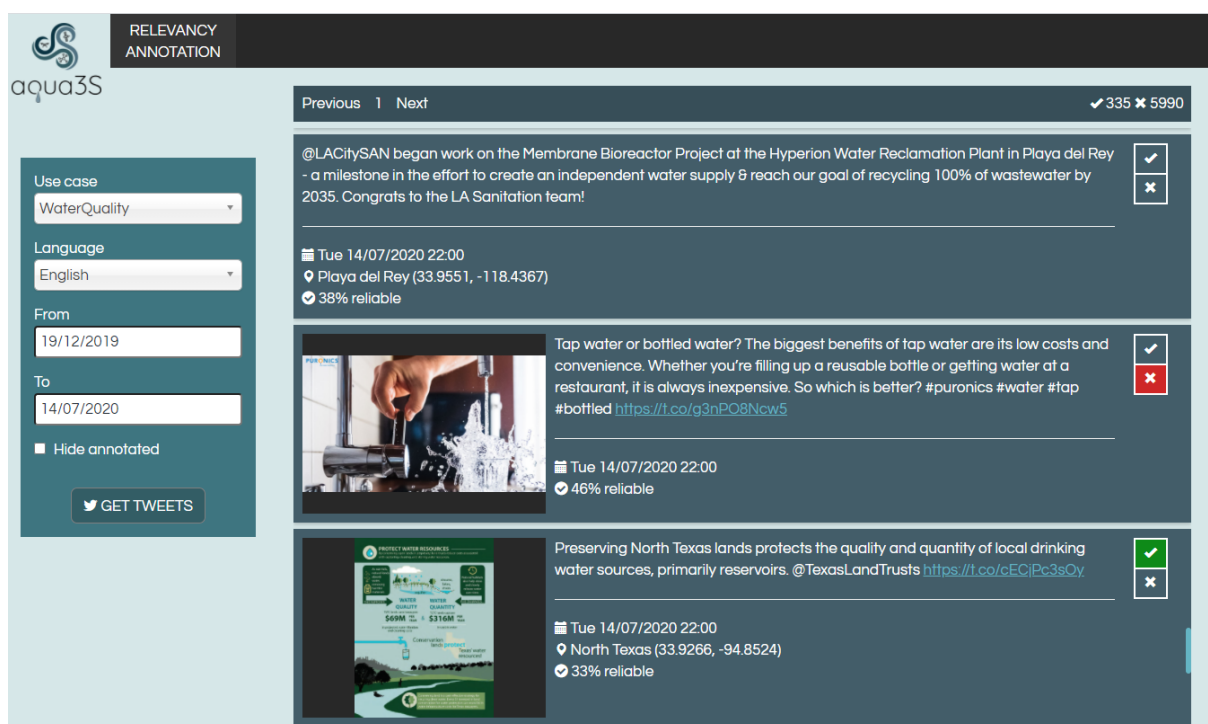 RELEVANCY
ANNOTATION
aqua3S
Previous 1 Next
335 5990
Use case
WaterQuality
Language
English
From
19/12/2019
To
14/07/2020
Hide annotated
GET TWEETS
@LACitySAN began work on the Membrane Bioreactor Project at the Hyperion Water Reclamation Plant in Playa del Rey
- a milestone in the effort to create an independent water supply & reach our goal of recycling 100% of wastewater by
2035. Congrats to the LA Sanitation team!
Tue 14/07/2020 22:00
Playa del Rey (33.9551, -118.4367)
38% reliable
PURONICS
Tap water or bottled water? The biggest benefits of tap water are its low costs and
convenience. Whether you're filling up a reusable bottle or getting water at a
restaurant, it is always inexpensive. So which is better? #puronics #water #tap
#bottled https://t.co/g3nPO8Ncw5
Tue 14/07/2020 22:00
46% reliable
PROTECT WATER RESOURCES
WATER QUALITY
WATER QUANTITY
$69M
&
$316M
Conservation
lands protect
Texas' water
resources!
Preserving North Texas lands protects the quality and quantity of local drinking
water sources, primarily reservoirs. @TexasLandTrusts https://t.co/cECjPc3sOy
Tue 14/07/2020 22:00
North Texas (33.9266, -94.8524)
33% reliable